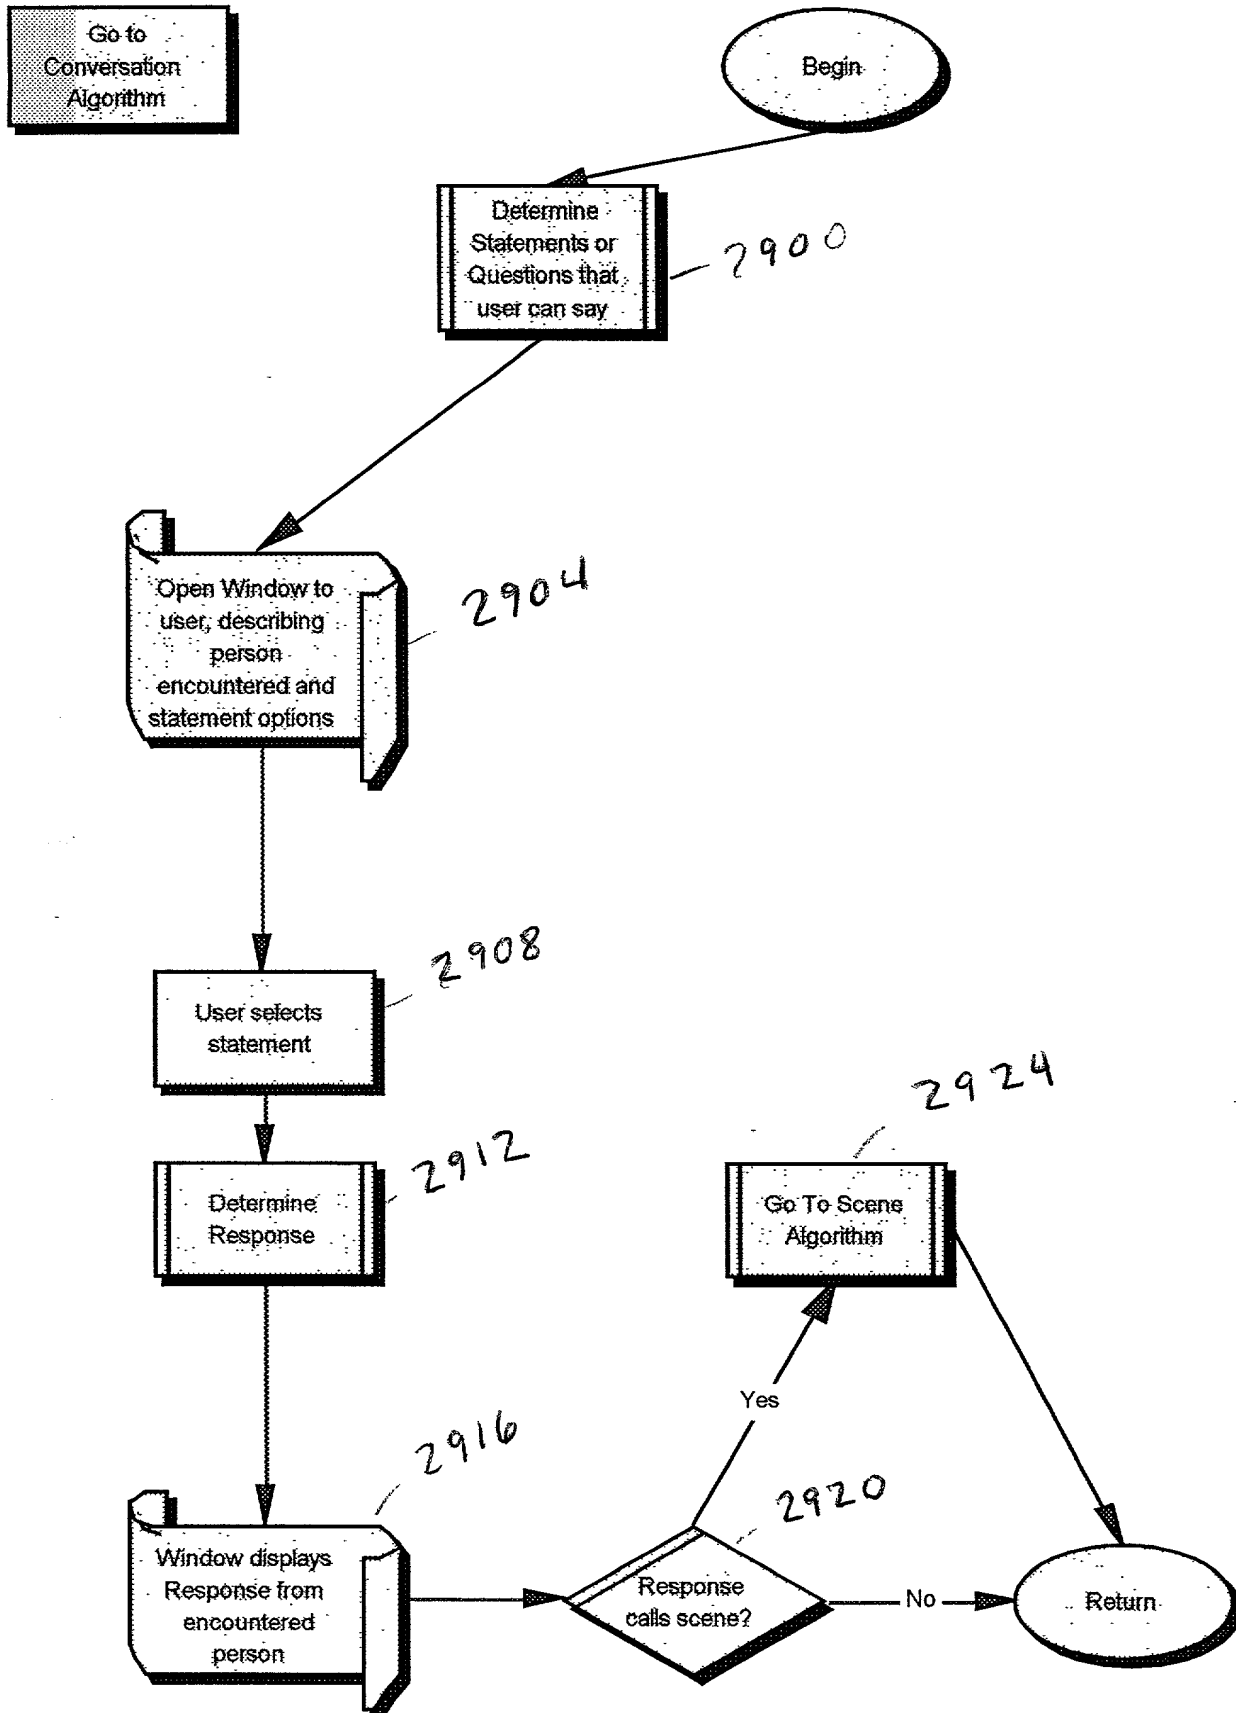 Go to
Conversation
Algorithm
Begin
Determine
Statements or
Questions that
user can say
2900
Open Window to
user, describing
person
encountered and
statement options
2904
User selects
statement
2908
Determine
Response
2912
Go To Scene
Algorithm
2924
Yes
Window displays
Response from
encountered
person
2916
Response
calls scene?
2920
No
Return